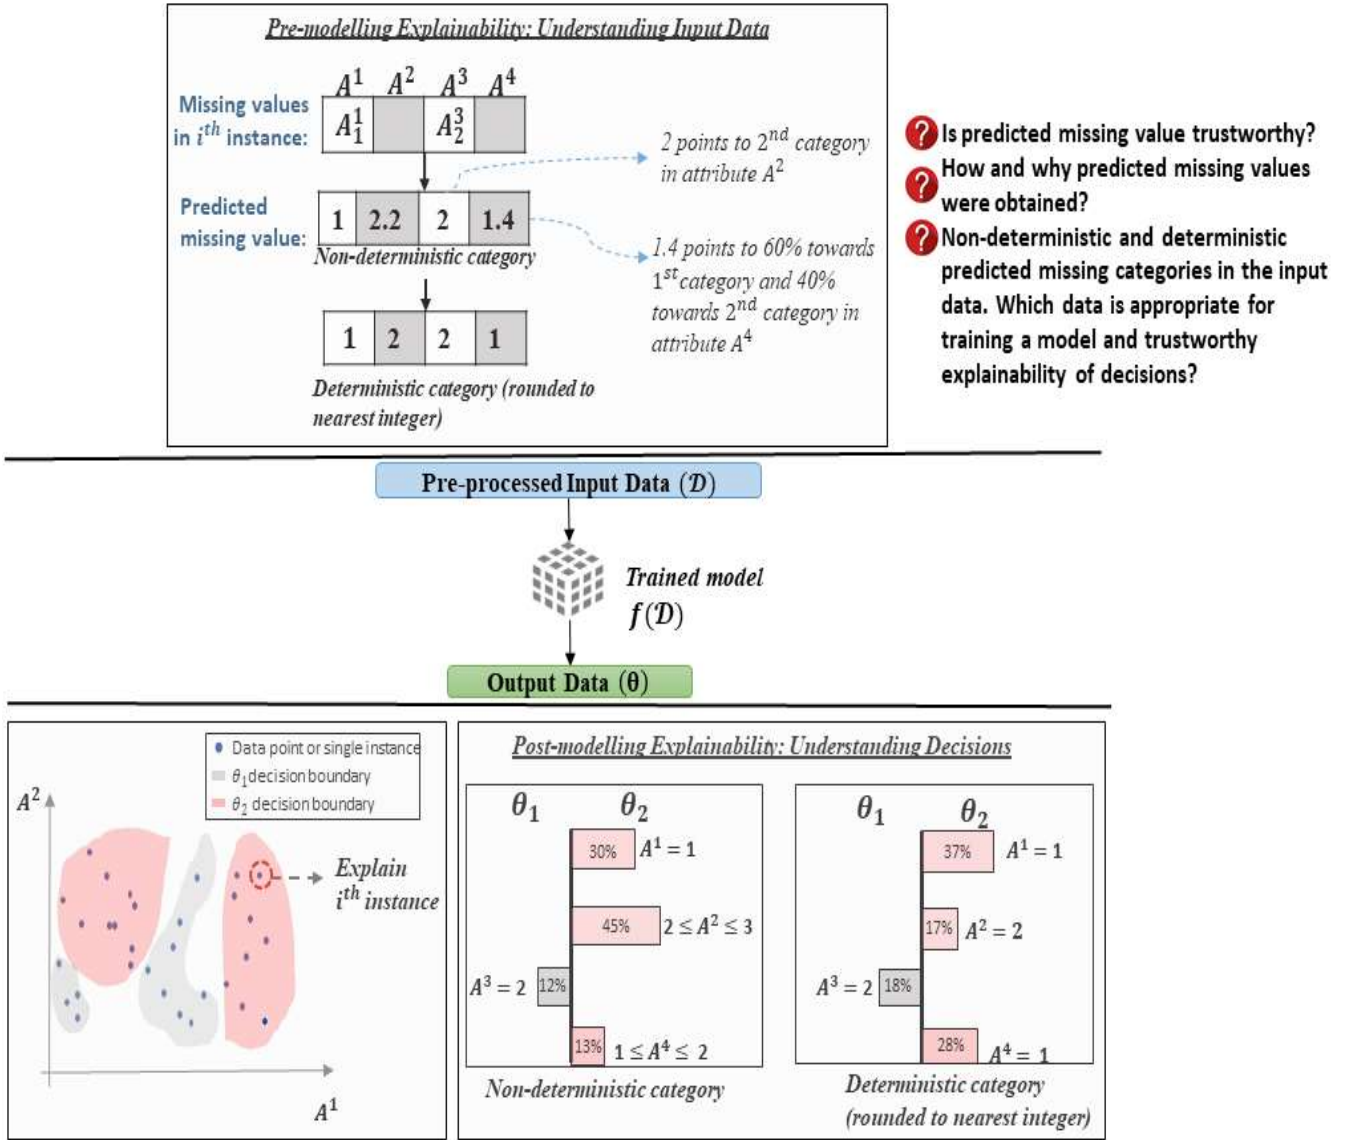 Pre-modelling Explainability: Understanding Input Data
A¹ A² A³ A⁴
Missing values
in iᵗʰ instance:
A₁¹ A₂³
2 points to 2ⁿᵈ category
in attribute A²
Predicted
missing value:
1 2.2 2 1.4
Non-deterministic category
1.4 points to 60% towards
1ˢᵗ category and 40%
towards 2ⁿᵈ category in
attribute A⁴
1 2 2 1
Deterministic category (rounded to
nearest integer)
? Is predicted missing value trustworthy?
? How and why predicted missing values
were obtained?
? Non-deterministic and deterministic
predicted missing categories in the input
data. Which data is appropriate for
training a model and trustworthy
explainability of decisions?
Pre-processed Input Data (𝒟)
Trained model
f(𝒟)
Output Data (θ)
Data point or single instance
θ₁ decision boundary
θ₂ decision boundary
A²
Explain
iᵗʰ instance
A¹
Post-modelling Explainability: Understanding Decisions
θ₁ θ₂
30% A¹ = 1
45% 2 ≤ A² ≤ 3
A³ = 2 12%
13% 1 ≤ A⁴ ≤ 2
Non-deterministic category
θ₁ θ₂
37% A¹ = 1
17% A² = 2
A³ = 2 18%
28% A⁴ = 1
Deterministic category
(rounded to nearest integer)